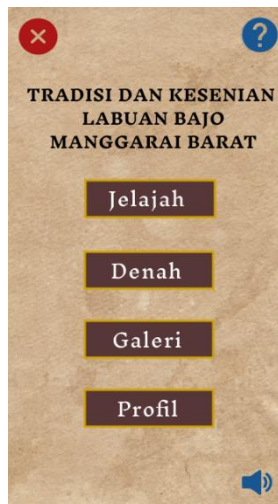 TRADISI DAN KESENIAN
LABUAN BAJO
MANGGARAI BARAT
Jelajah
Denah
Galeri
Profil